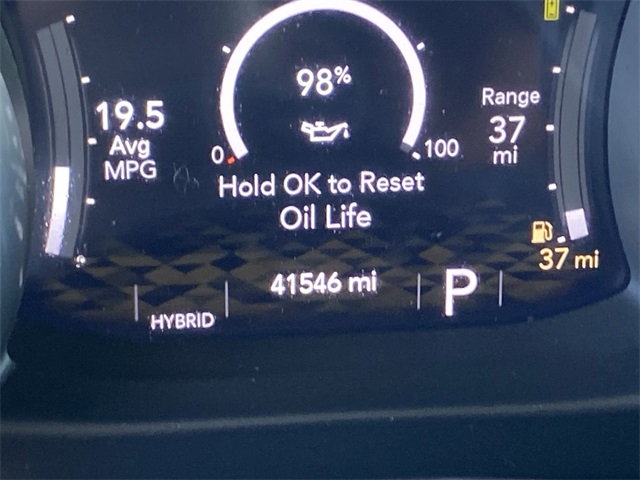 98%
19.5
Avg
MPG
Range
37
mi
0
100
Hold OK to Reset
Oil Life
37 mi
41546 mi
P
HYBRID